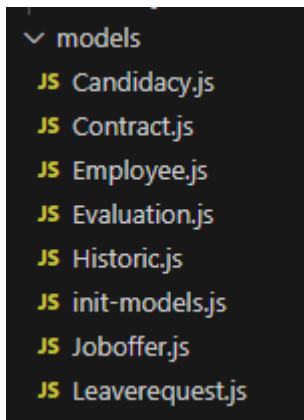 models
JS Candidacy.js
JS Contract.js
JS Employee.js
JS Evaluation.js
JS Historic.js
JS init-models.js
JS Joboffer.js
JS Leaverequest.js